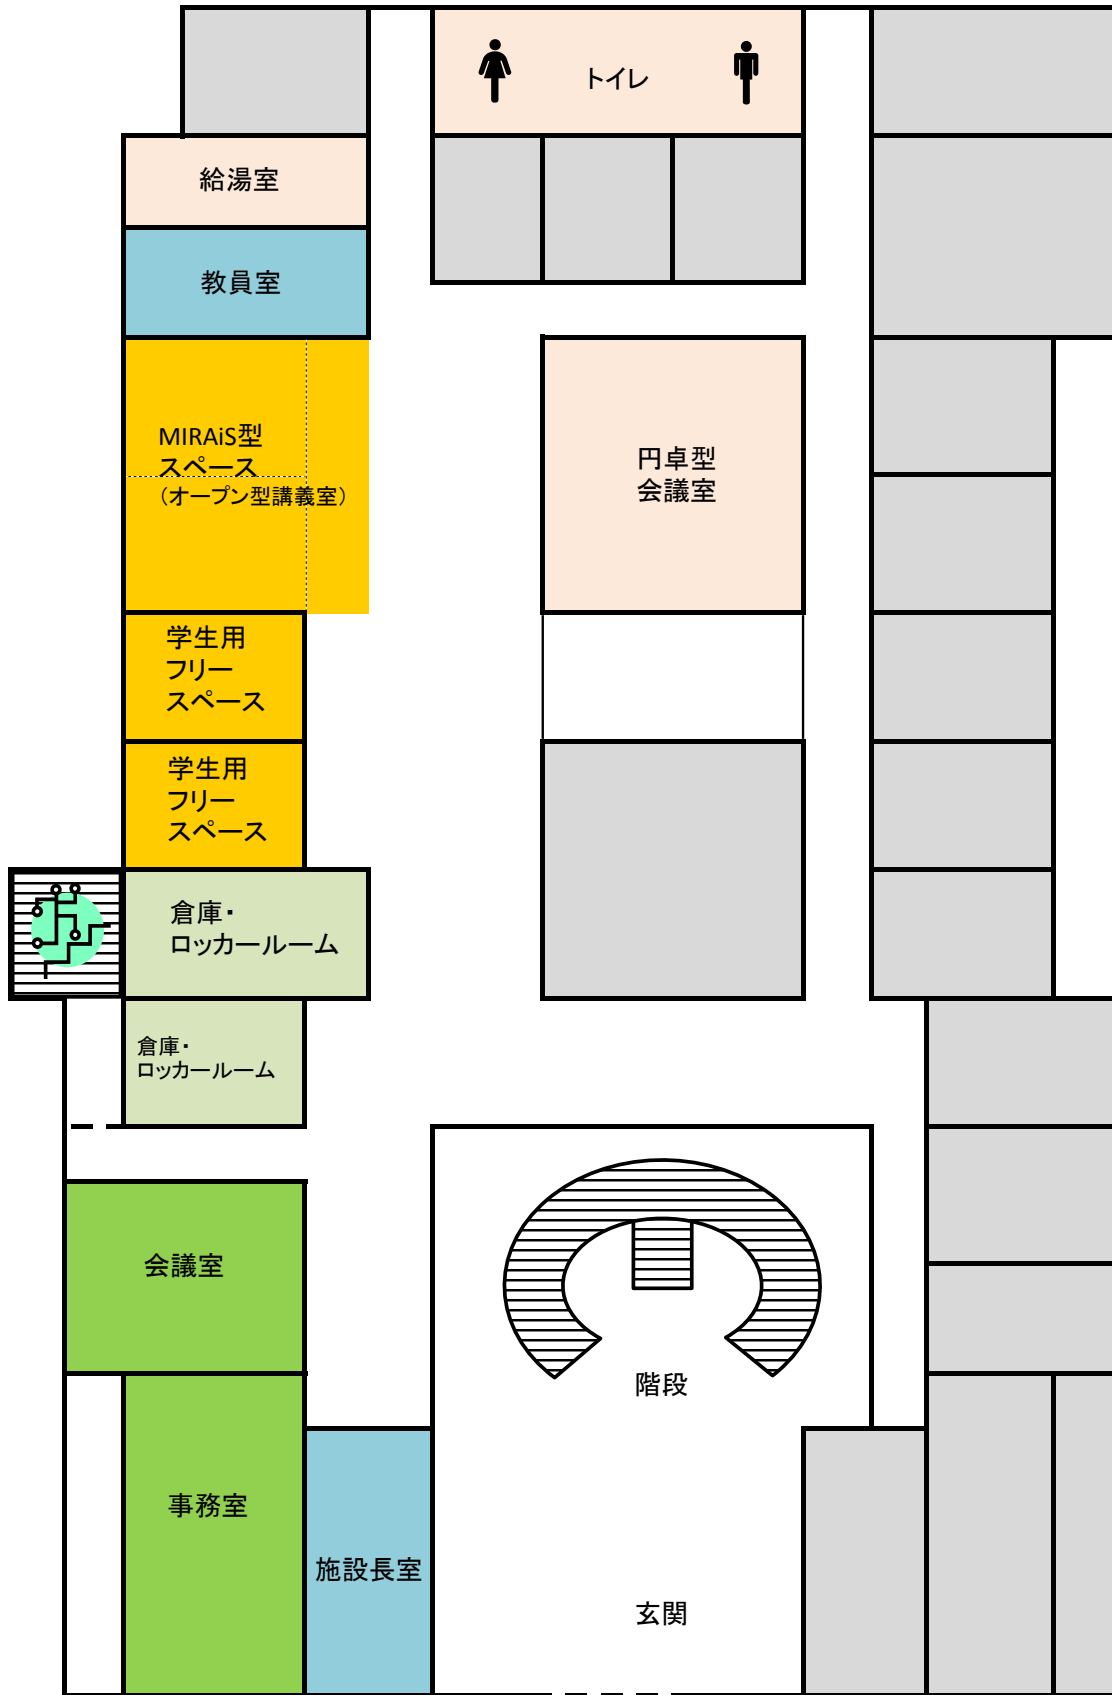 トイレ
給湯室
教員室
MIRAiS型
スペース
（オープン型講義室）
円卓型
会議室
学生用
フリー
スペース
学生用
フリー
スペース
倉庫・
ロッカールーム
倉庫・
ロッカールーム
会議室
階段
事務室
施設長室
玄関